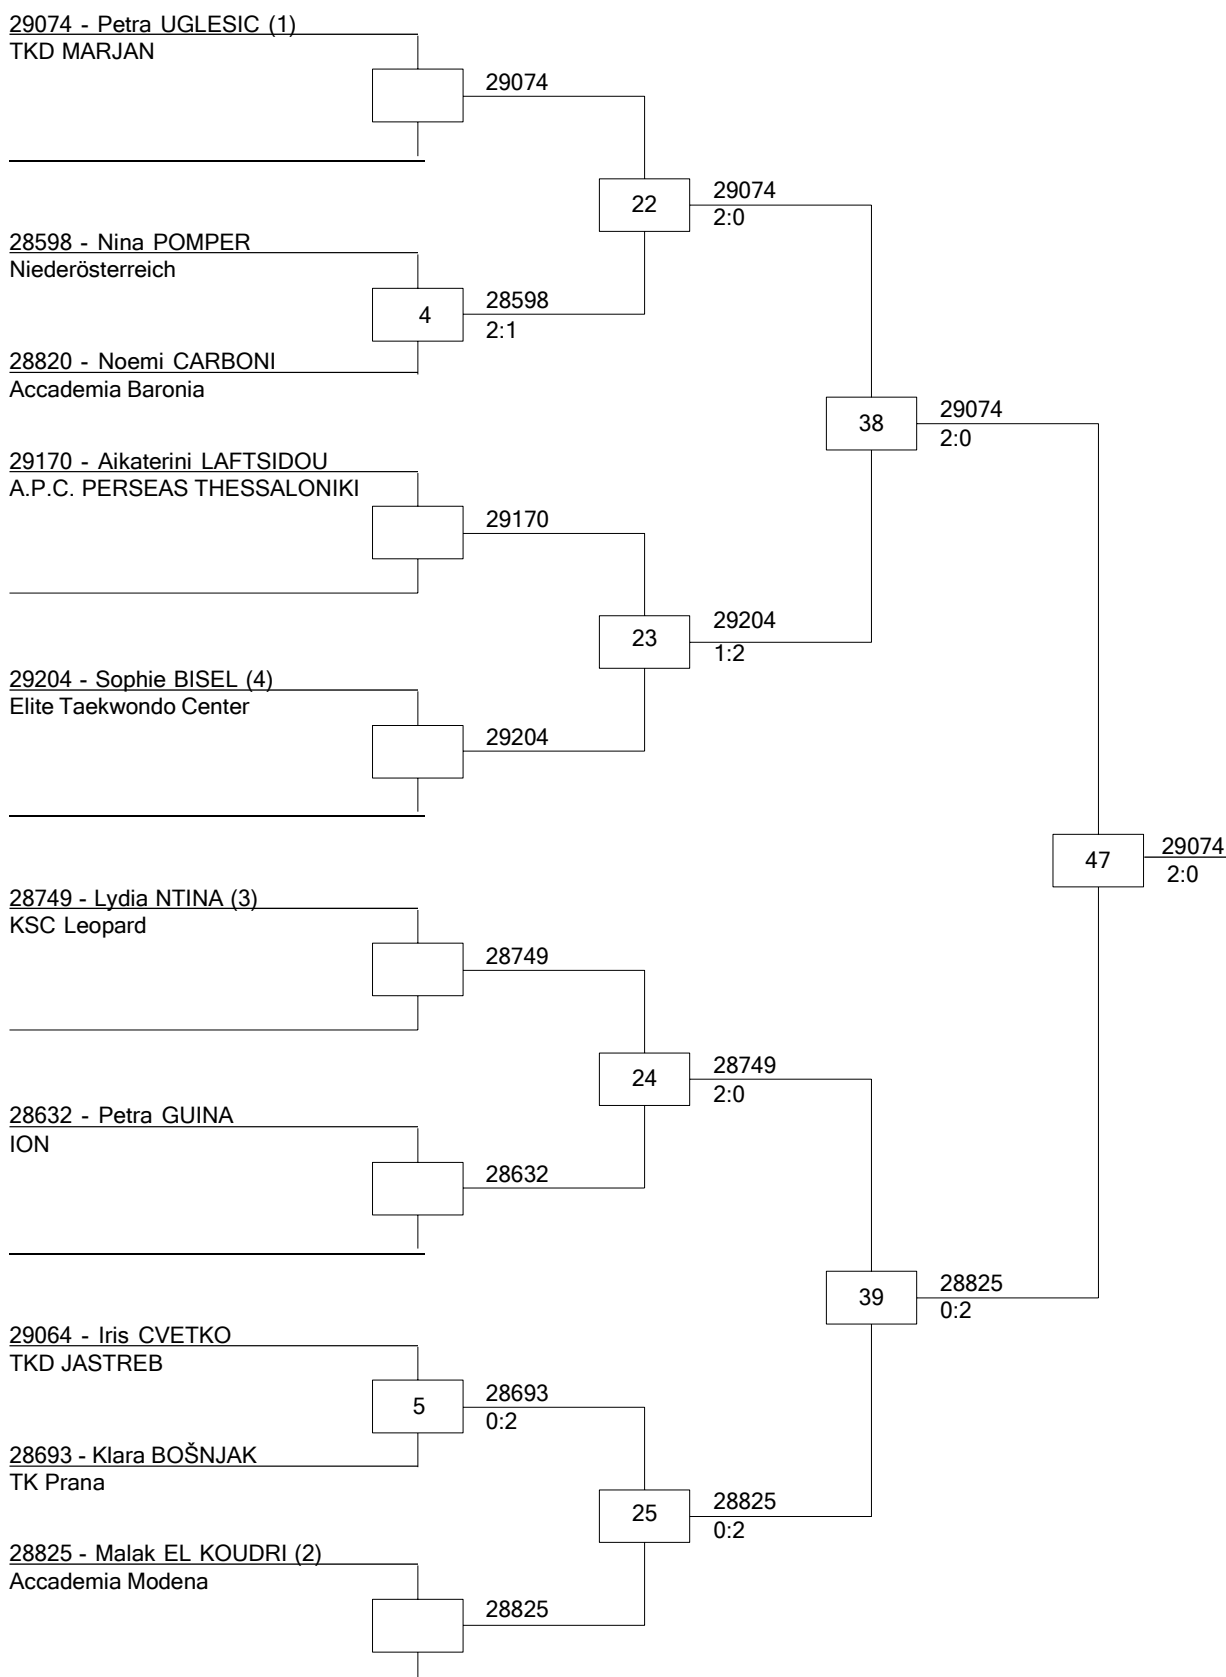 29074 - Petra UGLESIC (1)
TKD MARJAN
29074
22
29074
2:0
28598 - Nina POMPER
Niederösterreich
4
28598
2:1
28820 - Noemi CARBONI
Accademia Baronia
38
29074
2:0
29170 - Aikaterini LAFTSIDOU
A.P.C. PERSEAS THESSALONIKI
29170
23
29204
1:2
29204 - Sophie BISEL (4)
Elite Taekwondo Center
29204
47
29074
2:0
28749 - Lydia NTINA (3)
KSC Leopard
28749
24
28749
2:0
28632 - Petra GUINA
ION
28632
39
28825
0:2
29064 - Iris CVETKO
TKD JASTREB
5
28693
0:2
28693 - Klara BOŠNJAK
TK Prana
25
28825
0:2
28825 - Malak EL KOUDRI (2)
Accademia Modena
28825